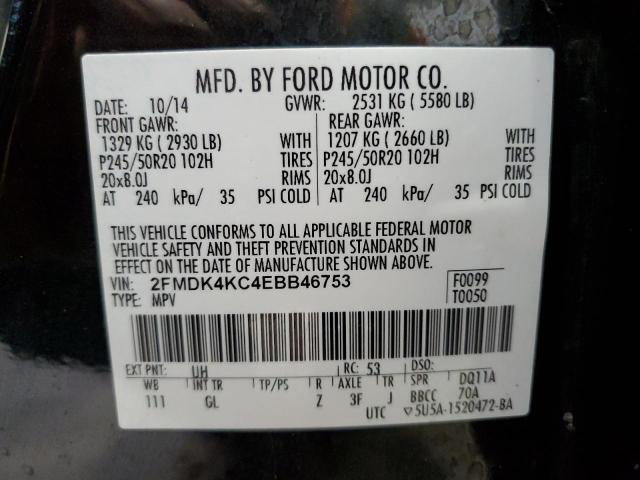 MFD. BY FORD MOTOR CO.
DATE: 10/14 GVWR: 2531 KG ( 5580 LB)
FRONT GAWR: REAR GAWR:
1329 KG ( 2930 LB) WITH 1207 KG ( 2660 LB) WITH
P245/50R20 102H TIRES P245/50R20 102H TIRES
20x8.0J RIMS 20x8.0J RIMS
AT 240 kPa/ 35 PSI COLD AT 240 kPa/ 35 PSI COLD
THIS VEHICLE CONFORMS TO ALL APPLICABLE FEDERAL MOTOR
VEHICLE SAFETY AND THEFT PREVENTION STANDARDS IN
EFFECT ON THE DATE OF MANUFACTURE SHOWN ABOVE.
VIN: 2FMDK4KC4EBB46753 F0099
TYPE: MPV T0050
EXT PNT: UH RC: 53 DSO:
WB INT TR TP/PS R AXLE TR SPR DQ11A
111 GL Z 3F J BBCC 70A
UTC ▽5U5A-1520472-BA